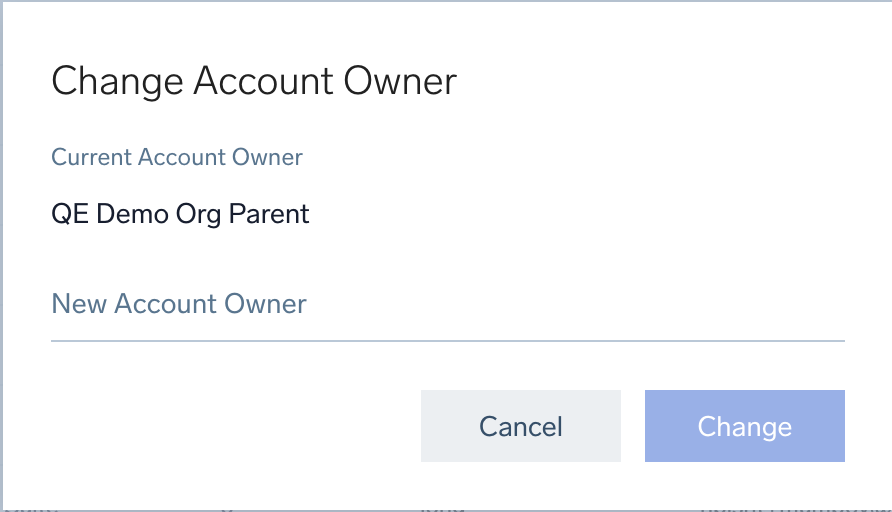 Change Account Owner
Current Account Owner
QE Demo Org Parent
New Account Owner
Cancel
Change